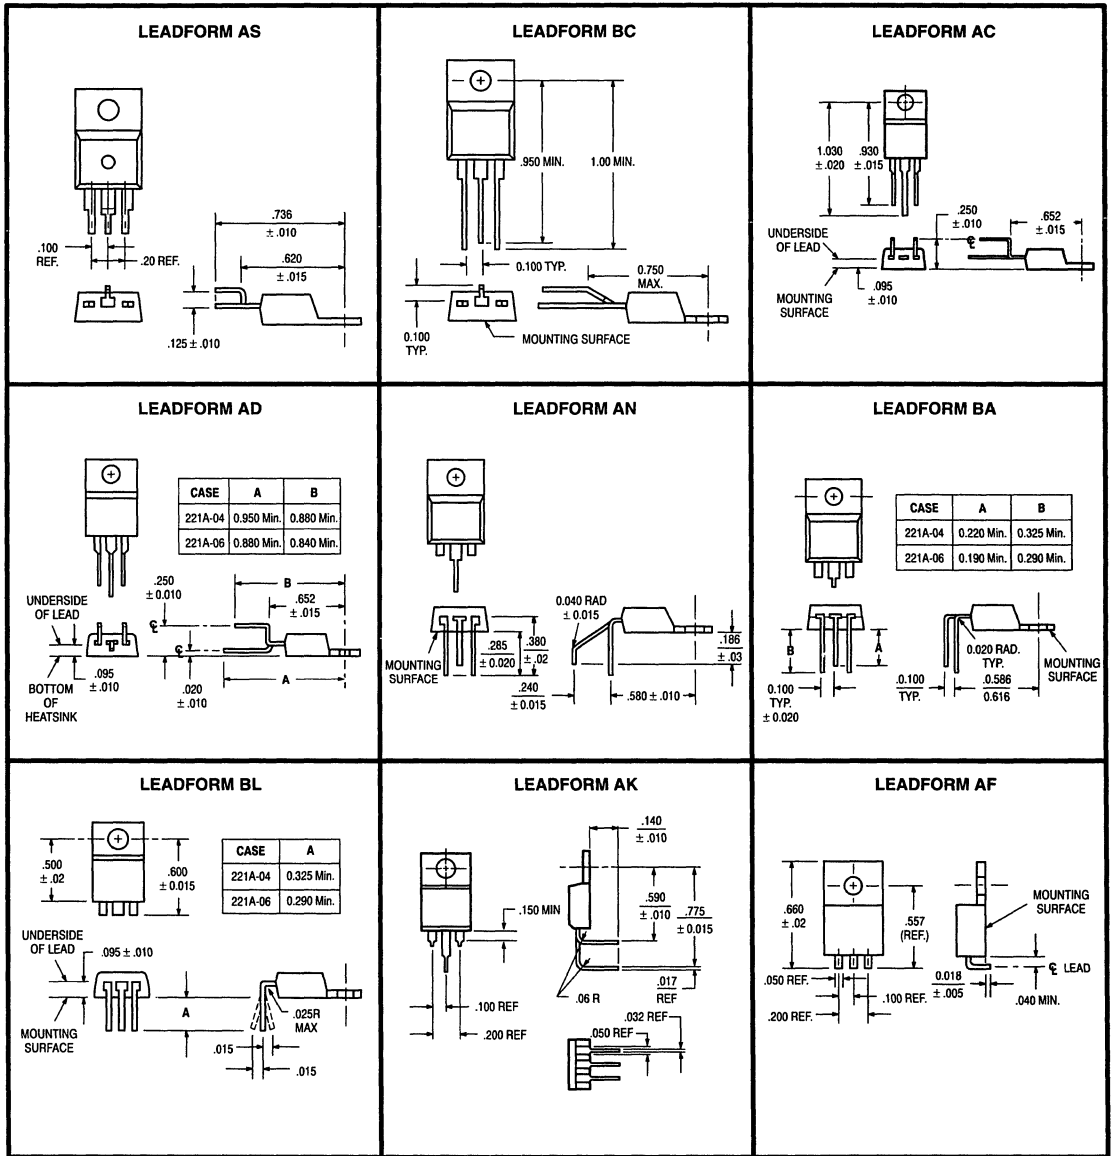 LEADFORM AS
.736
± .010
.100
REF.
.20 REF.
.620
± .015
.125 ± .010
LEADFORM BC
.950 MIN.
1.00 MIN.
0.100 TYP.
0.750
MAX.
0.100
TYP.
MOUNTING SURFACE
LEADFORM AC
1.030
± .020
.930
± .015
.250
± .010
.652
± .015
UNDERSIDE
OF LEAD
℄
.095
± .010
MOUNTING
SURFACE
LEADFORM AD
CASE A B
221A-04 0.950 Min. 0.880 Min.
221A-06 0.880 Min. 0.840 Min.
.250
± 0.010
B
.652
± .015
UNDERSIDE
OF LEAD
℄
℄
.095
± .010
.020
± .010
A
BOTTOM
OF
HEATSINK
LEADFORM AN
0.040 RAD
± 0.015
.285
± 0.020
.380
± .02
.186
± .03
MOUNTING
SURFACE
.240
± 0.015
.580 ± .010
LEADFORM BA
CASE A B
221A-04 0.220 Min. 0.325 Min.
221A-06 0.190 Min. 0.290 Min.
B
A
0.020 RAD.
TYP.
MOUNTING
SURFACE
0.100
TYP.
± 0.020
0.100
TYP.
0.586
0.616
LEADFORM BL
.500
± .02
.600
± 0.015
CASE A
221A-04 0.325 Min.
221A-06 0.290 Min.
UNDERSIDE
OF LEAD
.095 ± .010
A
.025R
MAX
MOUNTING
SURFACE
.015
.015
LEADFORM AK
.140
± .010
.150 MIN
.590
± .010
.775
± 0.015
.06 R
.017
REF
.100 REF
.200 REF
.032 REF
.050 REF
LEADFORM AF
.660
± .02
.557
(REF.)
MOUNTING
SURFACE
℄ LEAD
.050 REF.
.100 REF.
0.018
± .005
.040 MIN.
.200 REF.